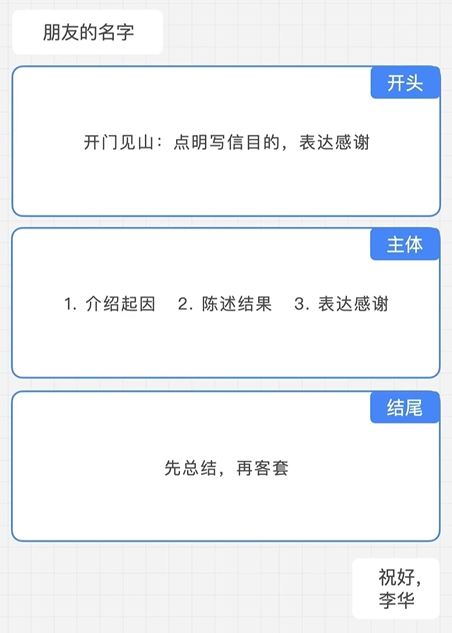 朋友的名字
开头
开门见山：点明写信目的，表达感谢
主体
1. 介绍起因 2. 陈述结果 3. 表达感谢
结尾
先总结，再客套
祝好，
李华